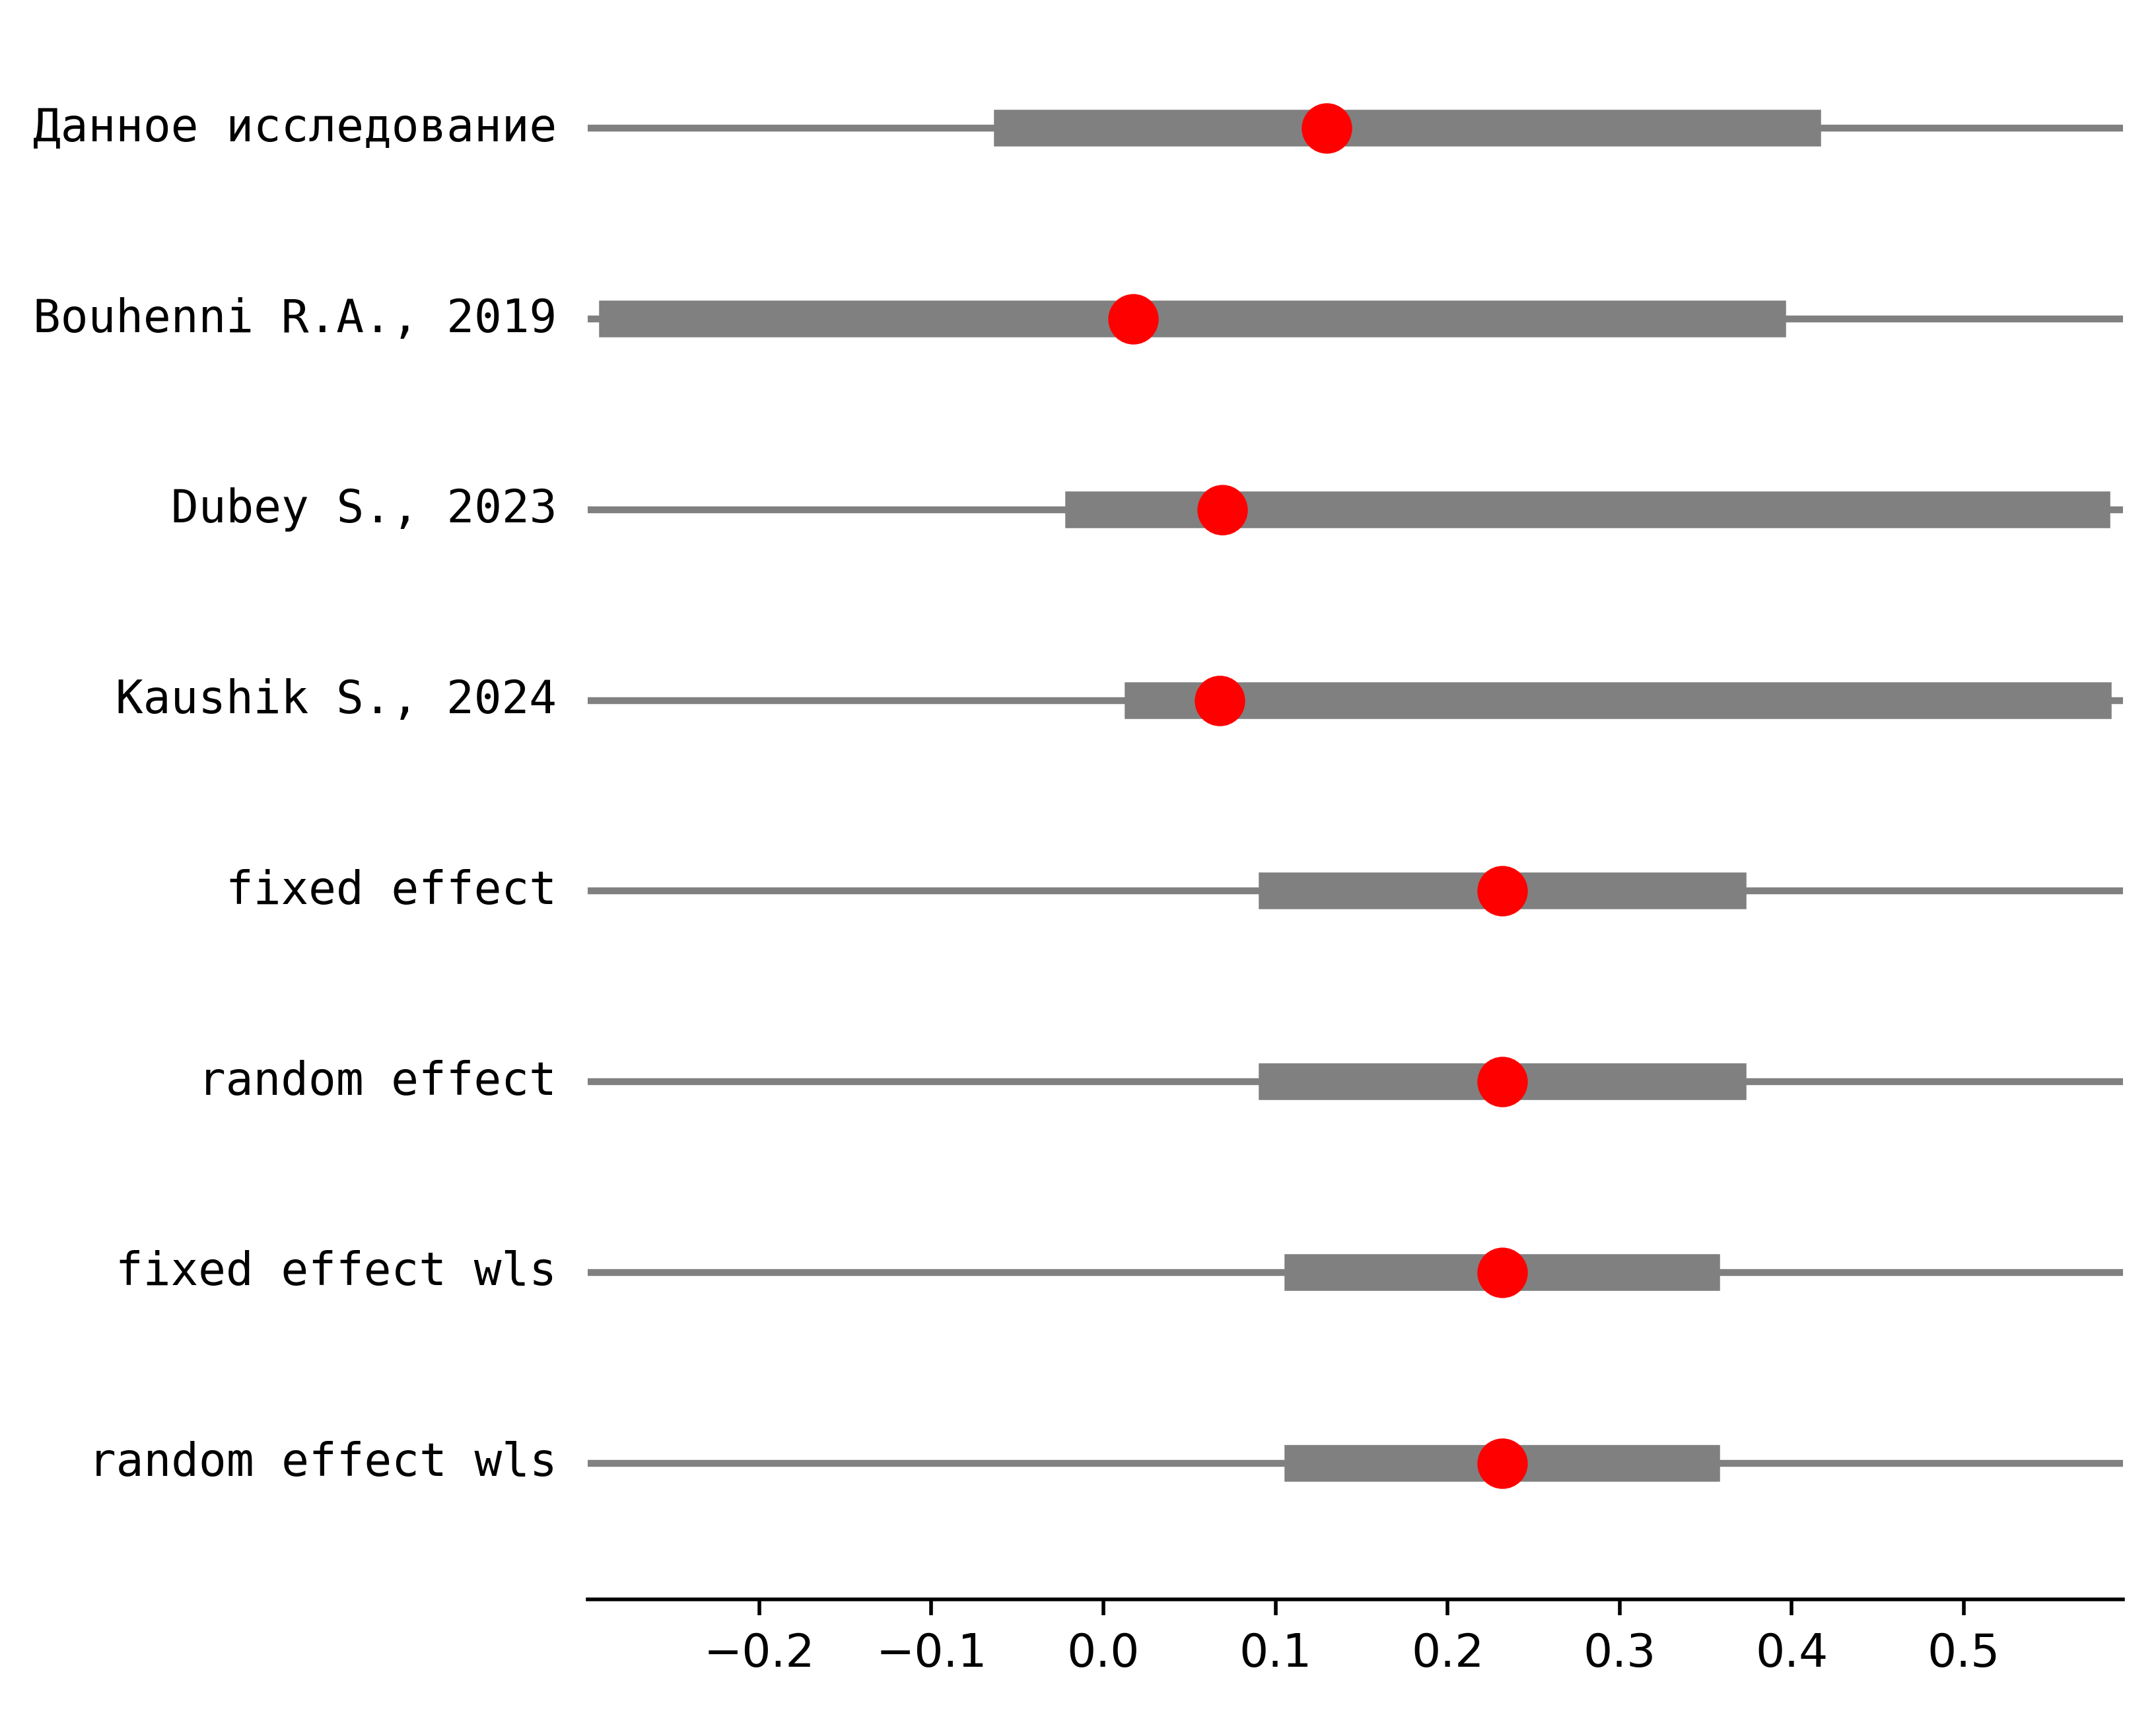 Данное исследование
Bouhenni R.A., 2019
Dubey S., 2023
Kaushik S., 2024
fixed effect
random effect
fixed effect wls
random effect wls
−0.2 −0.1 0.0 0.1 0.2 0.3 0.4 0.5